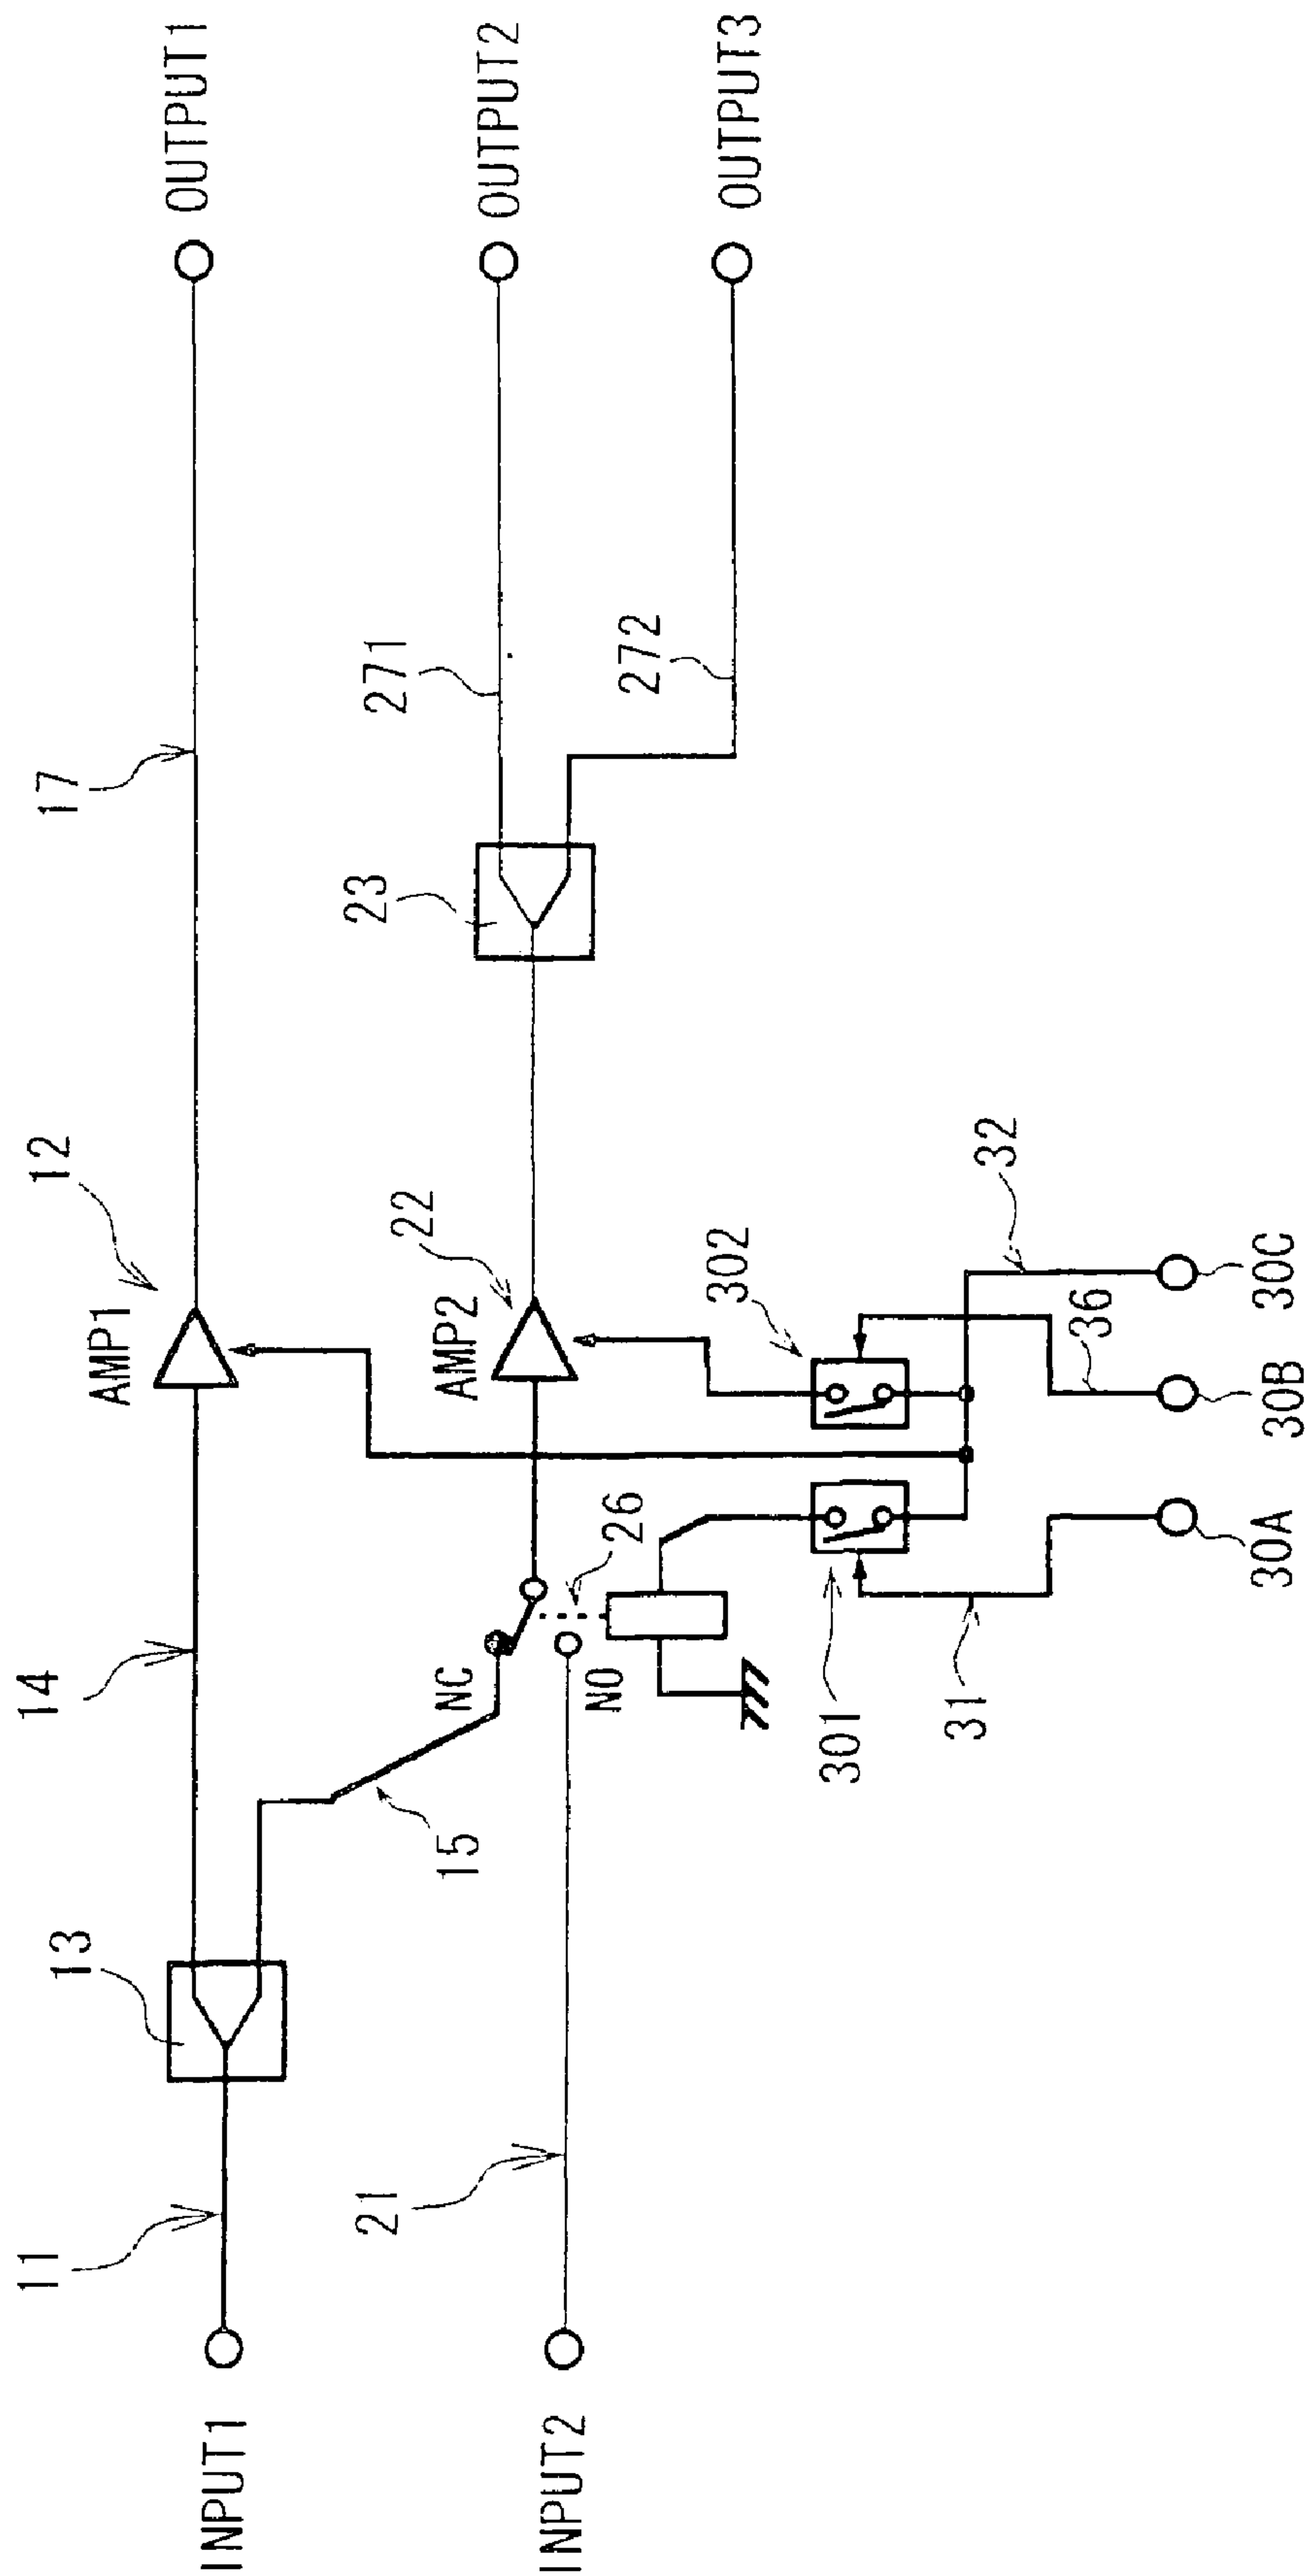 INPUT1
11
13
14
AMP1
12
17
OUTPUT1
INPUT2
21
15
NC
NO
26
AMP2
22
23
271
OUTPUT2
272
OUTPUT3
301
302
31
32
36
30A
30B
30C